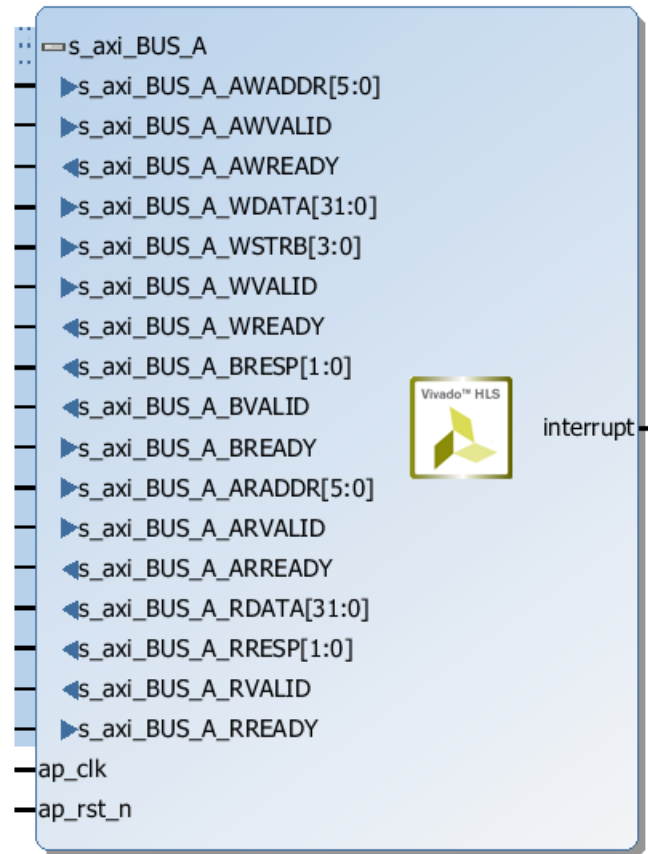 s_axi_BUS_A
s_axi_BUS_A_AWADDR[5:0]
s_axi_BUS_A_AWVALID
s_axi_BUS_A_AWREADY
s_axi_BUS_A_WDATA[31:0]
s_axi_BUS_A_WSTRB[3:0]
s_axi_BUS_A_WVALID
s_axi_BUS_A_WREADY
s_axi_BUS_A_BRESP[1:0]
s_axi_BUS_A_BVALID
s_axi_BUS_A_BREADY
s_axi_BUS_A_ARADDR[5:0]
s_axi_BUS_A_ARVALID
s_axi_BUS_A_ARREADY
s_axi_BUS_A_RDATA[31:0]
s_axi_BUS_A_RRESP[1:0]
s_axi_BUS_A_RVALID
s_axi_BUS_A_RREADY
ap_clk
ap_rst_n
Vivado™ HLS
interrupt